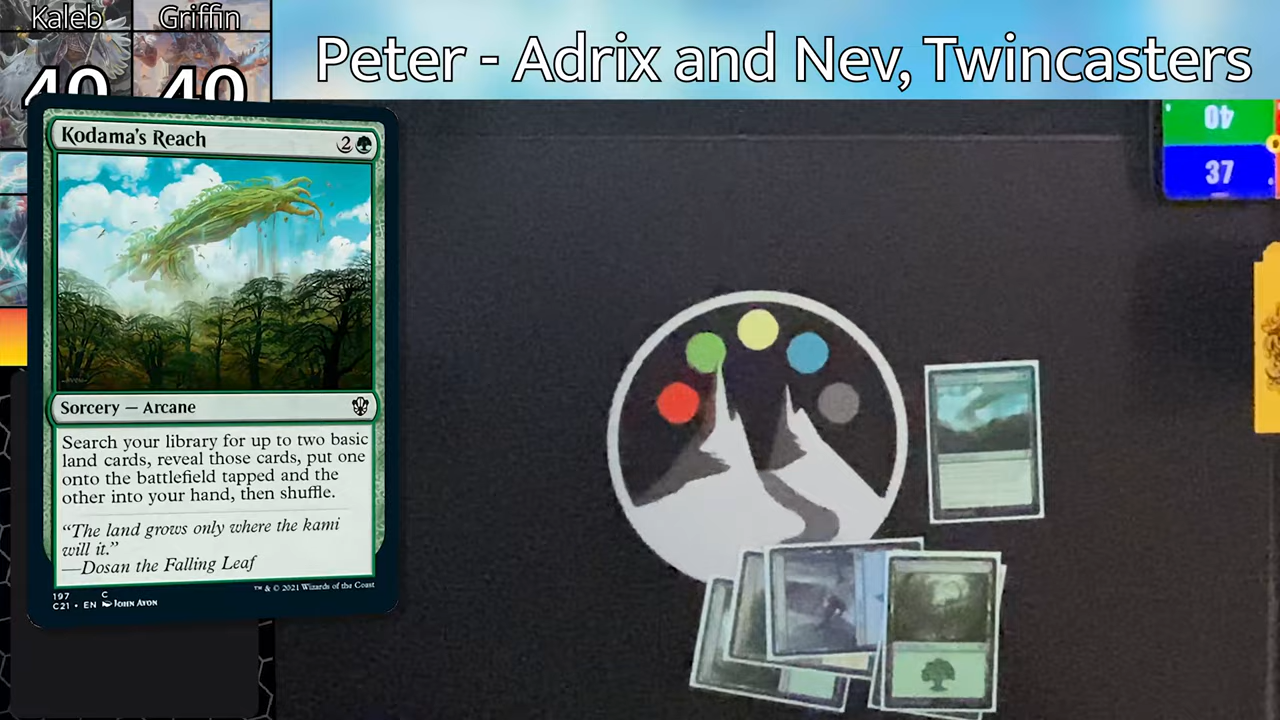 Kaleb Griffin
Peter - Adrix and Nev, Twincasters
40 40
Kodama's Reach 2
40
37
Sorcery — Arcane
Search your library for up to two basic
land cards, reveal those cards, put one
onto the battlefield tapped and the
other into your hand, then shuffle.
“The land grows only where the kami
will it.”
—Dosan the Falling Leaf
197 C
C21 • EN John Avon
™ & © 2021 Wizards of the Coast